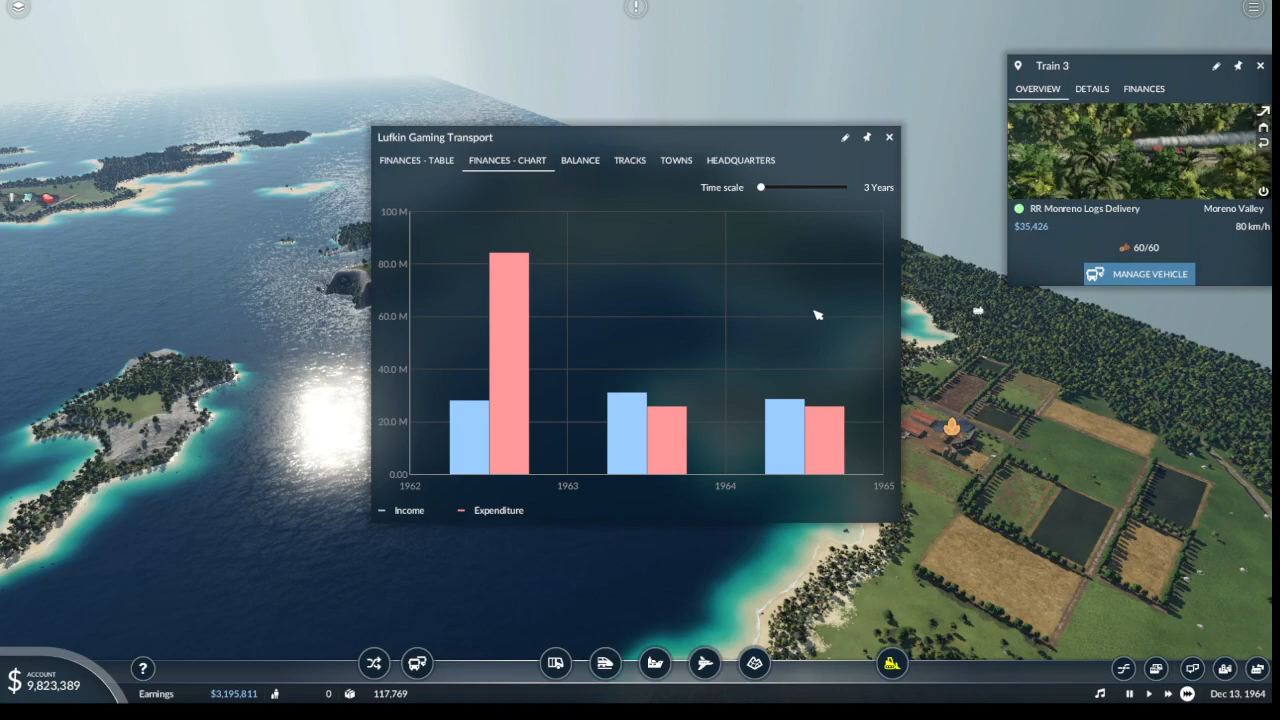 Train 3
OVERVIEW DETAILS FINANCES
RR Monreno Logs Delivery Moreno Valley
$35,426 80 km/h
60/60
MANAGE VEHICLE
Lufkin Gaming Transport
FINANCES - TABLE FINANCES - CHART BALANCE TRACKS TOWNS HEADQUARTERS
Time scale 3 Years
100 M
80.0 M
60.0 M
40.0 M
20.0 M
0.00
1962 1963 1964 1965
Income Expenditure
$ ACCOUNT
9,823,389
?
Earnings $3,195,811 0 117,769 Dec 13, 1964